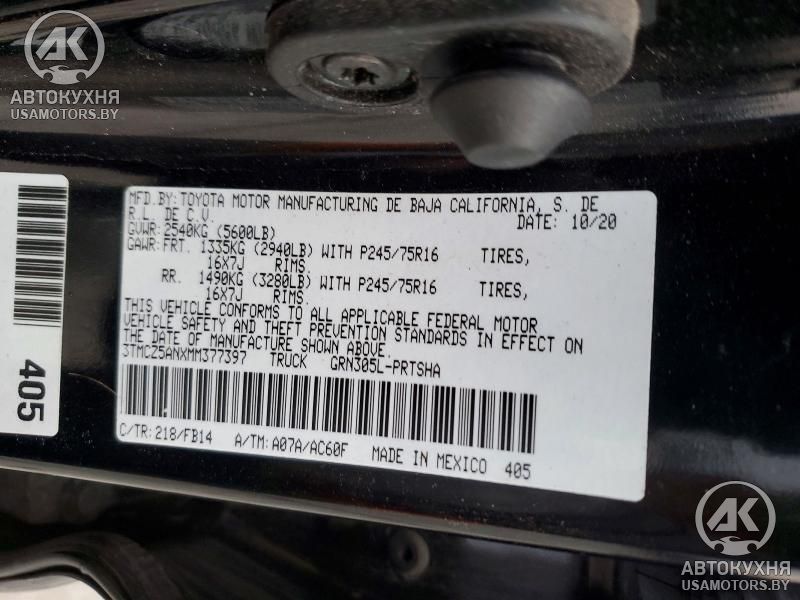 AK
АВТОКУХНЯ
USAMOTORS.BY
405
MFD.BY:TOYOTA MOTOR MANUFACTURING DE BAJA CALIFORNIA, S. DE
R.L. DE C.V. DATE: 10/20
GVWR:2540KG (5600LB)
GAWR:FRT. 1335KG (2940LB) WITH P245/75R16 TIRES,
16X7J RIMS.
RR. 1490KG (3280LB) WITH P245/75R16 TIRES,
16X7J RIMS.
THIS VEHICLE CONFORMS TO ALL APPLICABLE FEDERAL MOTOR
VEHICLE SAFETY AND THEFT PREVENTION STANDARDS IN EFFECT ON
THE DATE OF MANUFACTURE SHOWN ABOVE.
3TMCZ5ANXMM377397 TRUCK GRN305L-PRTSHA
C/TR:218/FB14 A/TM:A07A/AC60F MADE IN MEXICO 405
AK
АВТОКУХНЯ
USAMOTORS.BY